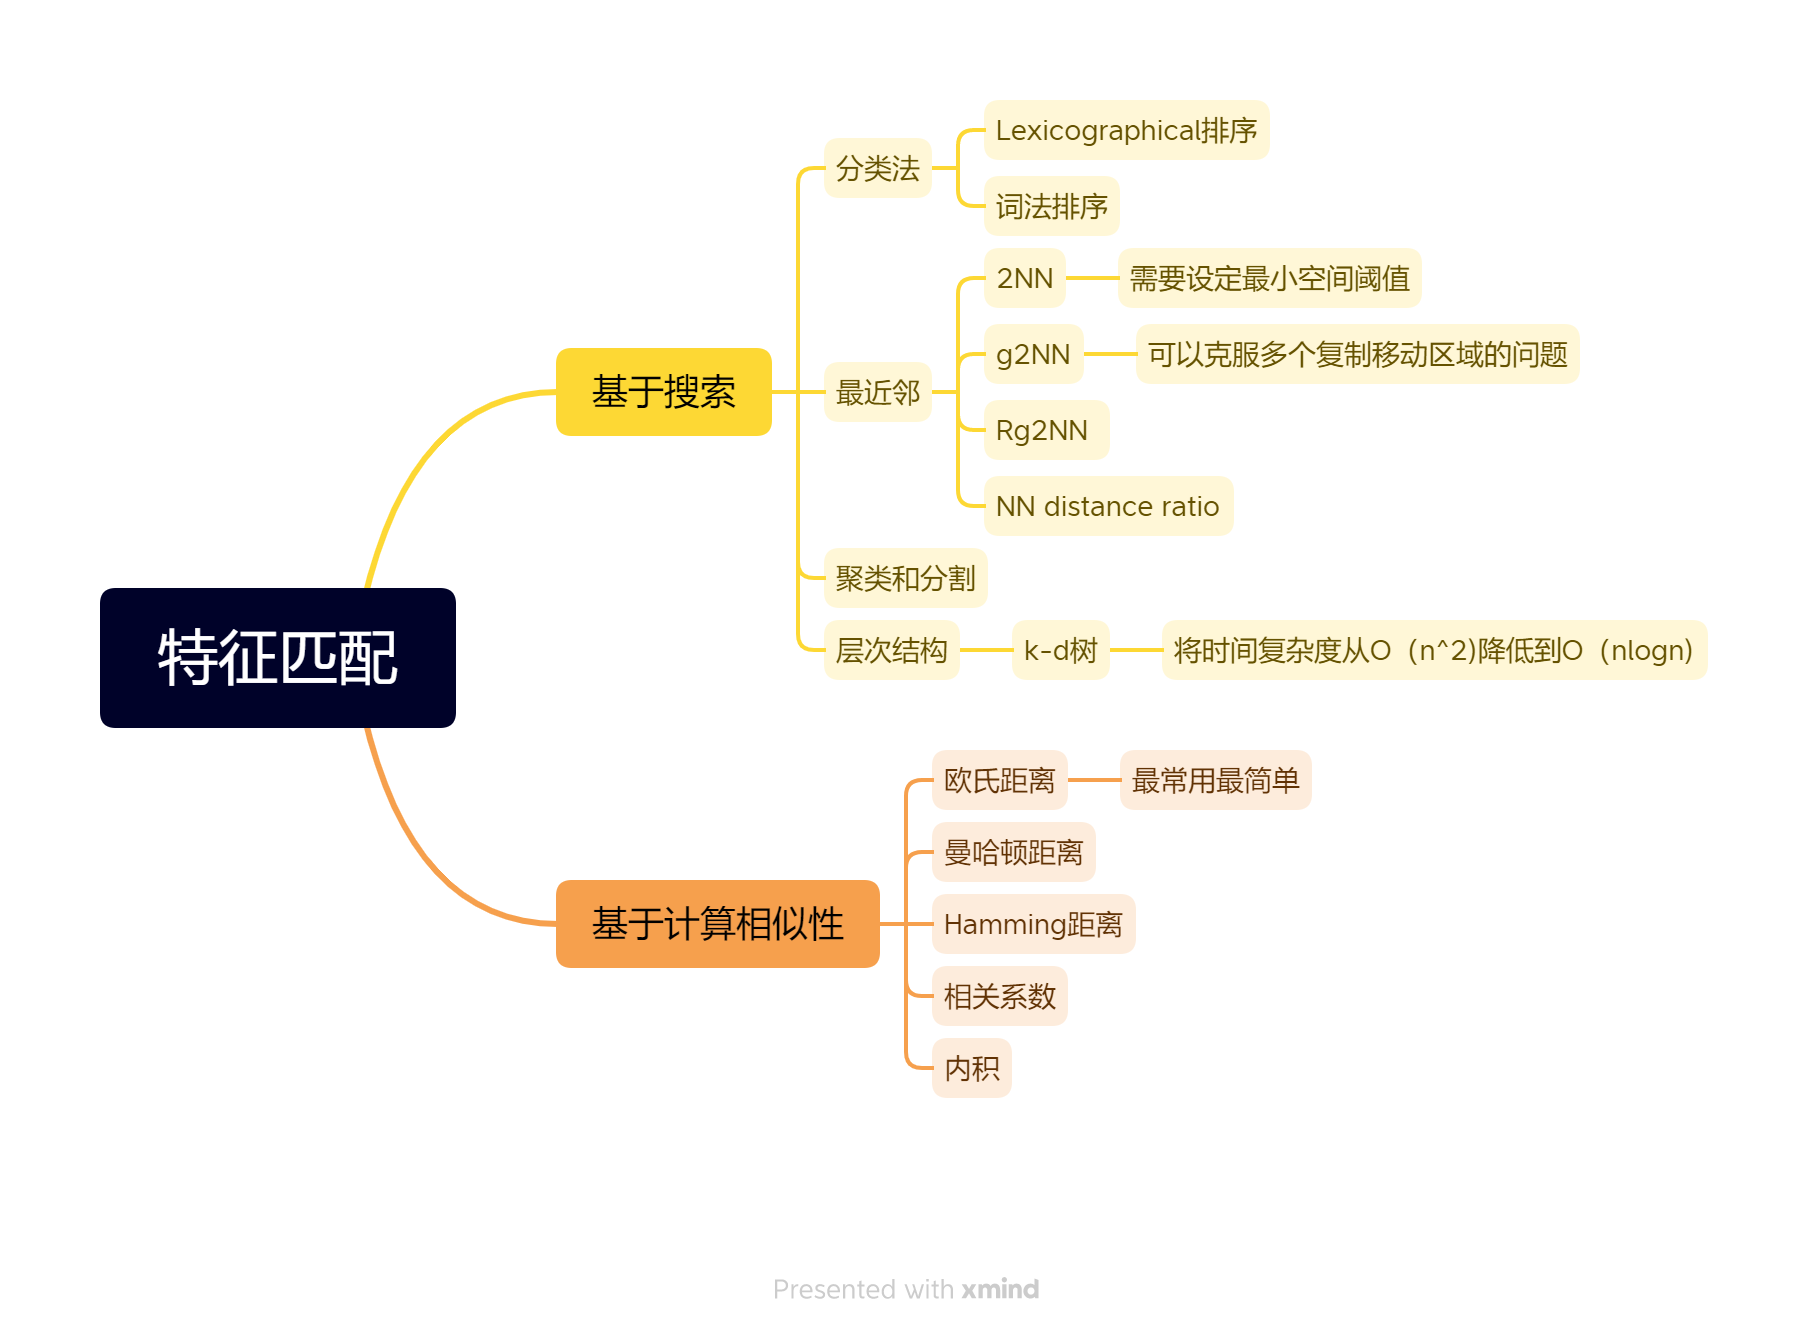 特征匹配
基于搜索
分类法
Lexicographical排序
词法排序
最近邻
2NN
需要设定最小空间阈值
g2NN
可以克服多个复制移动区域的问题
Rg2NN
NN distance ratio
聚类和分割
层次结构
k-d树
将时间复杂度从O（n^2)降低到O（nlogn)
基于计算相似性
欧氏距离
最常用最简单
曼哈顿距离
Hamming距离
相关系数
内积
Presented with xmind